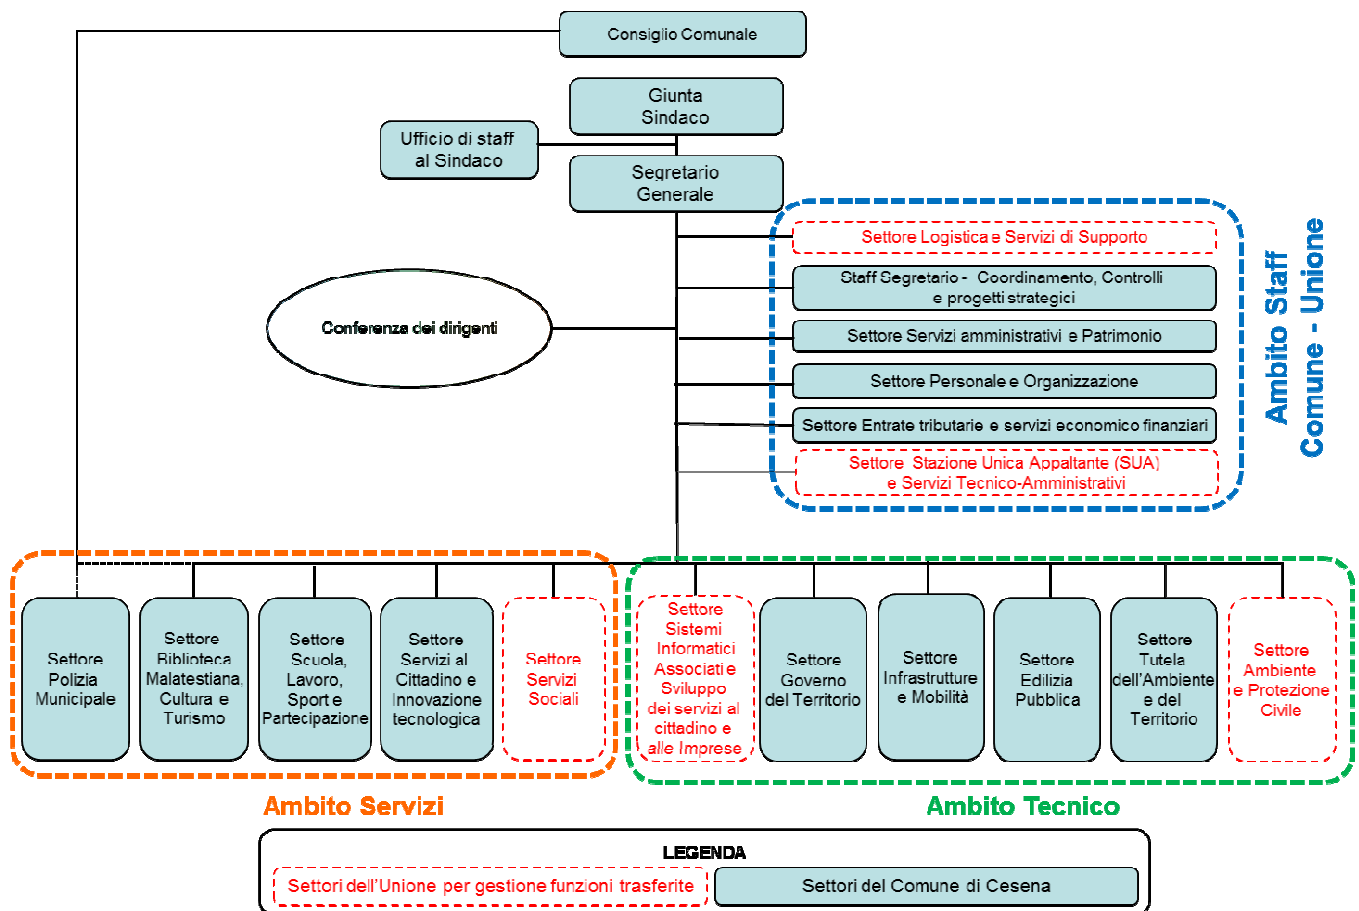 Consiglio Comunale
Giunta
Sindaco
Ufficio di staff
al Sindaco
Segretario
Generale
Settore Logistica e Servizi di Supporto
Staff Segretario - Coordinamento, Controlli
e progetti strategici
Conferenza dei dirigenti
Settore Servizi amministrativi e Patrimonio
Settore Personale e Organizzazione
Settore Entrate tributarie e servizi economico finanziari
Settore Stazione Unica Appaltante (SUA)
e Servizi Tecnico-Amministrativi
Ambito Staff
Comune - Unione
Settore
Polizia
Municipale
Settore
Biblioteca
Malatestiana,
Cultura e
Turismo
Settore
Scuola,
Lavoro,
Sport e
Partecipazione
Settore
Servizi al
Cittadino e
Innovazione
tecnologica
Settore
Servizi
Sociali
Settore
Sistemi
Informatici
Associati e
Sviluppo
dei servizi al
cittadino e
alle Imprese
Settore
Governo
del Territorio
Settore
Infrastrutture
e Mobilità
Settore
Edilizia
Pubblica
Settore
Tutela
dell'Ambiente
e del
Territorio
Settore
Ambiente
e Protezione
Civile
Ambito Servizi
Ambito Tecnico
LEGENDA
Settori dell'Unione per gestione funzioni trasferite
Settori del Comune di Cesena